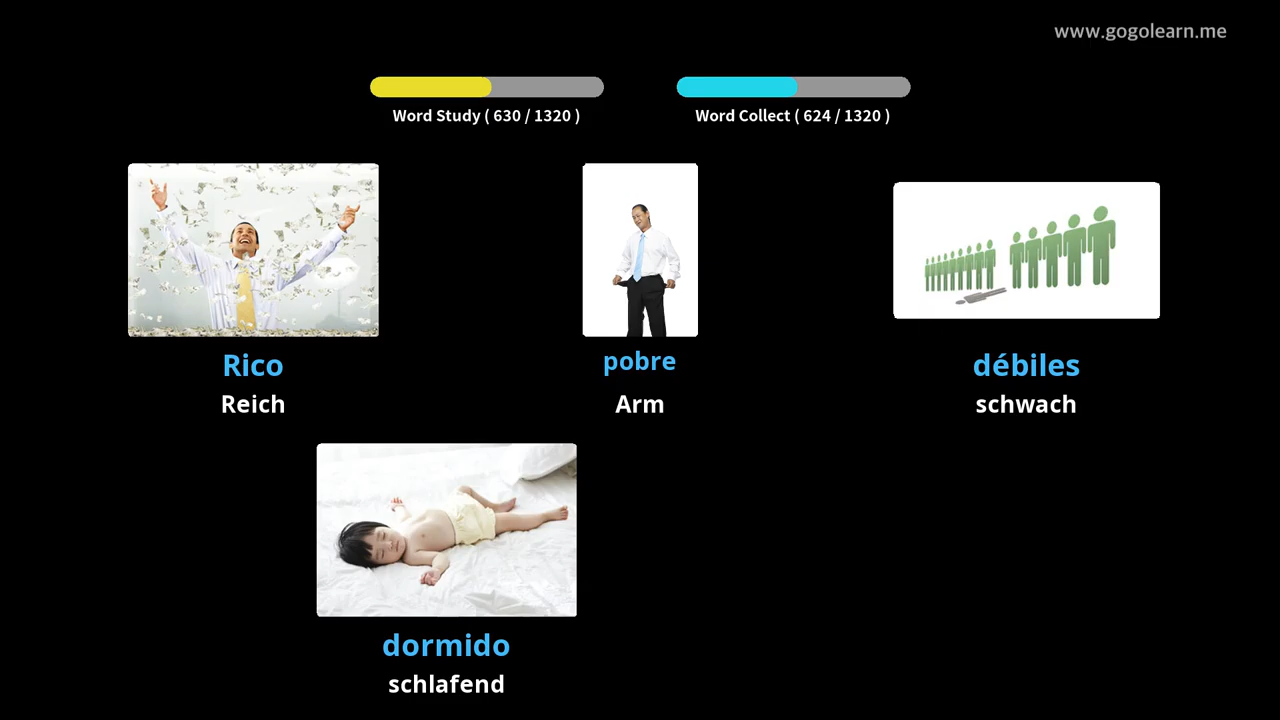 www.gogolearn.me
Word Study ( 630 / 1320 )
Word Collect ( 624 / 1320 )
Rico
Reich
pobre
Arm
débiles
schwach
dormido
schlafend